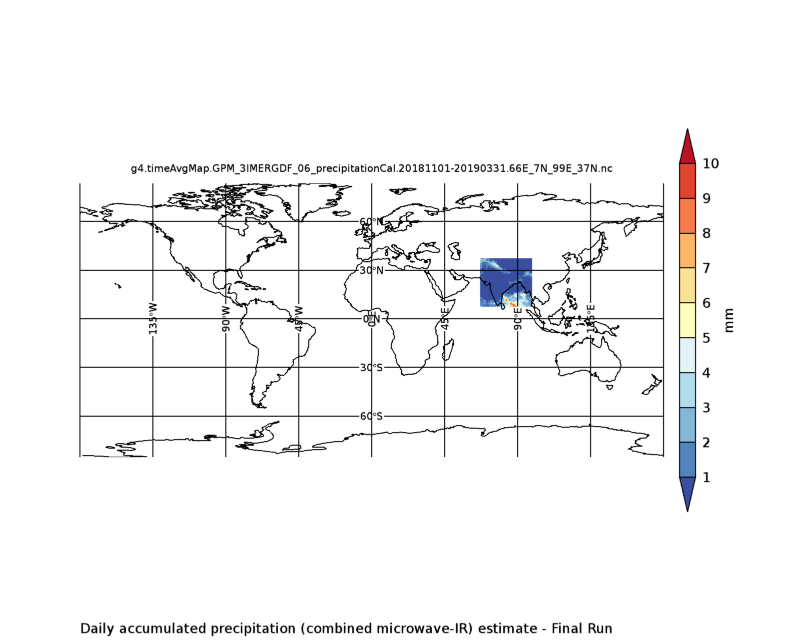 g4.timeAvgMap.GPM_3IMERGDF_06_precipitationCal.20181101-20190331.66E_7N_99E_37N.nc
10
9
8
7
6
5
4
3
2
1
mm
60°N
30°N
0°N
30°S
60°S
135°W
90°W
45°W
0°E
45°E
90°E
135°E
Daily accumulated precipitation (combined microwave-IR) estimate - Final Run